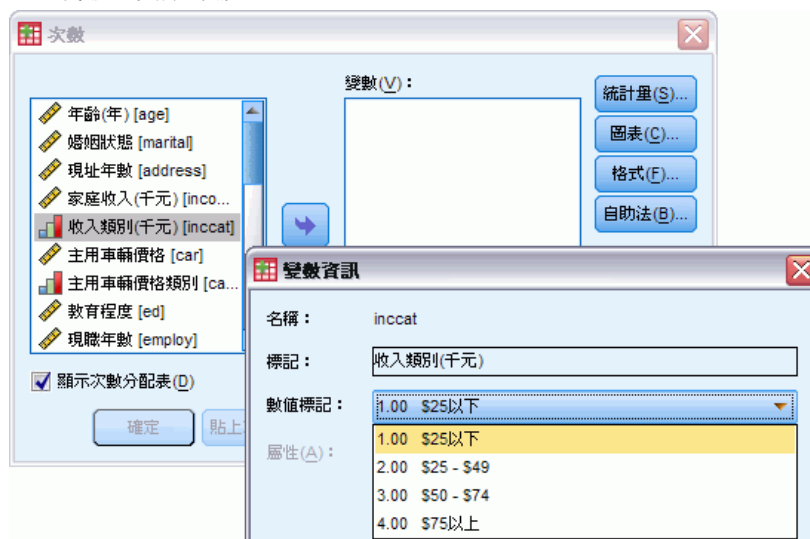 次數
變數(V)：
年齡(年) [age]
婚姻狀態 [marital]
現址年數 [address]
家庭收入(千元) [inco...
收入類別(千元) [inccat]
主用車輛價格 [car]
主用車輛價格類別 [ca...
教育程度 [ed]
現職年數 [employ]
統計量(S)...
圖表(C)...
格式(F)...
自助法(B)...
顯示次數分配表(D)
確定
貼上
變數資訊
名稱：
inccat
標記：
收入類別(千元)
數值標記：
1.00 $25以下
屬性(A)：
1.00 $25以下
2.00 $25 - $49
3.00 $50 - $74
4.00 $75以上